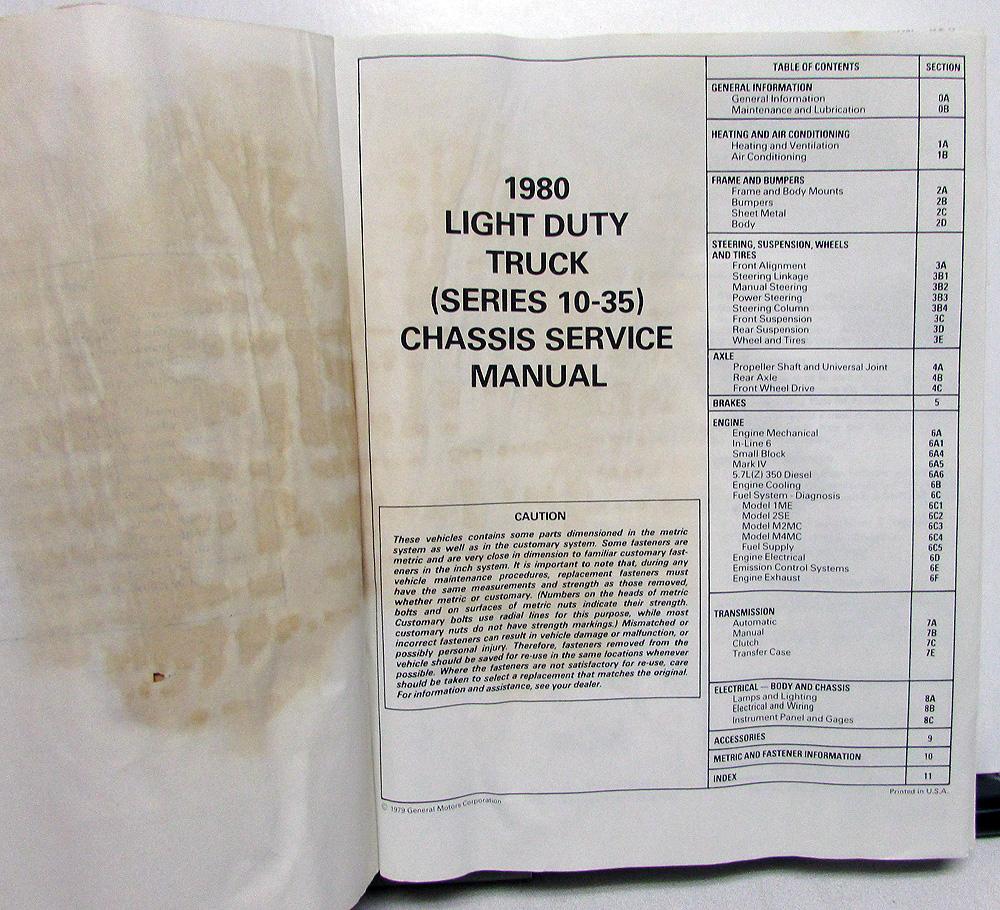 1980
LIGHT DUTY
TRUCK
(SERIES 10-35)
CHASSIS SERVICE
MANUAL
CAUTION
These vehicles contains some parts dimensioned in the metric
system as well as in the customary system. Some fasteners are
metric and are very close in dimension to familiar customary fast-
eners in the inch system. It is important to note that, during any
vehicle maintenance procedures, replacement fasteners must
have the same measurements and strength as those removed,
whether metric or customary. (Numbers on the heads of metric
bolts and on surfaces of metric nuts indicate their strength.
Customary bolts use radial lines for this purpose, while most
customary nuts do not have strength markings.) Mismatched or
incorrect fasteners can result in vehicle damage or malfunction, or
possibly personal injury. Therefore, fasteners removed from the
vehicle should be saved for re-use in the same locations whenever
possible. Where the fasteners are not satisfactory for re-use, care
should be taken to select a replacement that matches the original.
For information and assistance, see your dealer.
© 1979 General Motors Corporation
TABLE OF CONTENTS SECTION
GENERAL INFORMATION
General Information 0A
Maintenance and Lubrication 0B
HEATING AND AIR CONDITIONING
Heating and Ventilation 1A
Air Conditioning 1B
FRAME AND BUMPERS
Frame and Body Mounts 2A
Bumpers 2B
Sheet Metal 2C
Body 2D
STEERING, SUSPENSION, WHEELS
AND TIRES
Front Alignment 3A
Steering Linkage 3B1
Manual Steering 3B2
Power Steering 3B3
Steering Column 3B4
Front Suspension 3C
Rear Suspension 3D
Wheel and Tires 3E
AXLE
Propeller Shaft and Universal Joint 4A
Rear Axle 4B
Front Wheel Drive 4C
BRAKES 5
ENGINE
Engine Mechanical 6A
In-Line 6 6A1
Small Block 6A4
Mark IV 6A5
5.7L(Z) 350 Diesel 6A6
Engine Cooling 6B
Fuel System - Diagnosis 6C
Model 1ME 6C1
Model 2SE 6C2
Model M2MC 6C3
Model M4MC 6C4
Fuel Supply 6C5
Engine Electrical 6D
Emission Control Systems 6E
Engine Exhaust 6F
TRANSMISSION
Automatic 7A
Manual 7B
Clutch 7C
Transfer Case 7E
ELECTRICAL — BODY AND CHASSIS
Lamps and Lighting 8A
Electrical and Wiring 8B
Instrument Panel and Gages 8C
ACCESSORIES 9
METRIC AND FASTENER INFORMATION 10
INDEX 11
Printed in U.S.A.